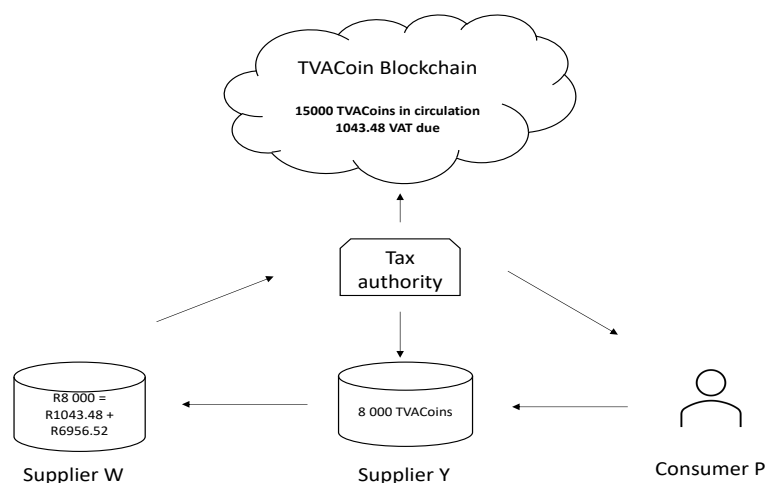 TVACoin Blockchain
15000 TVACoins in circulation
1043.48 VAT due
Tax
authority
R8 000 =
R1043.48 +
R6956.52
8 000 TVACoins
Supplier W
Supplier Y
Consumer P